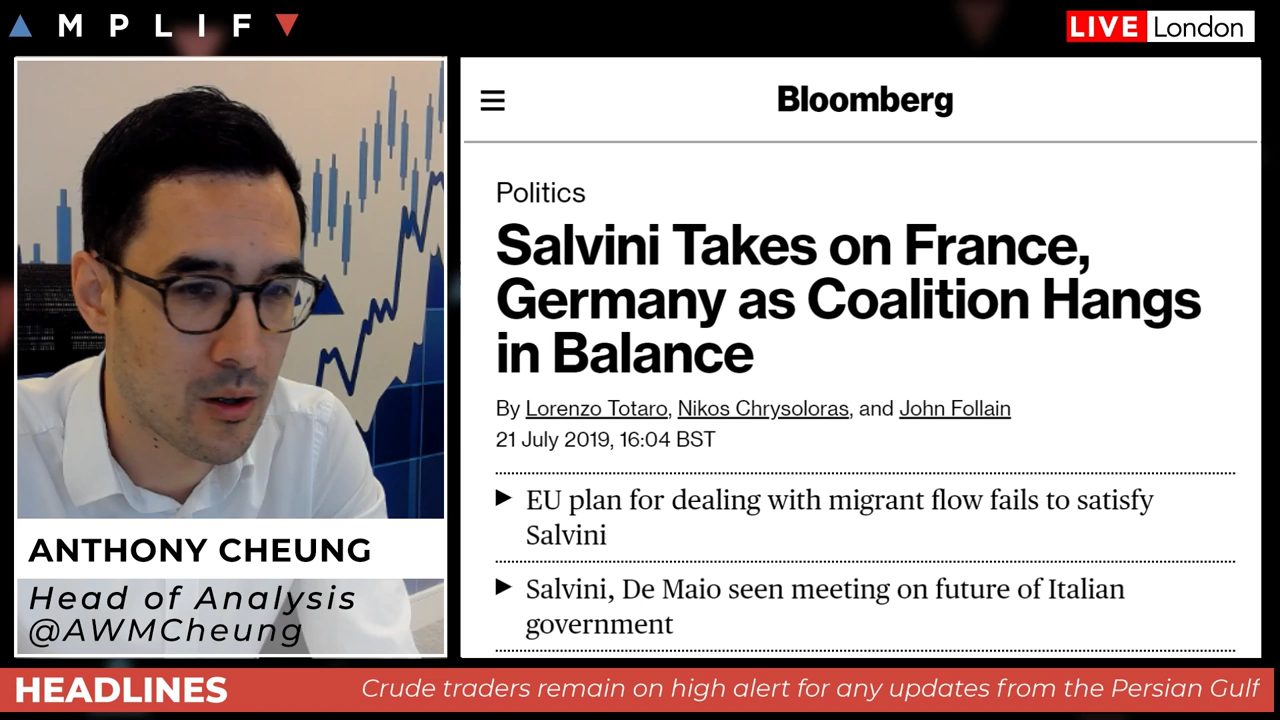 AMPLIFY
LIVE London
Bloomberg
Politics
Salvini Takes on France,
Germany as Coalition Hangs
in Balance
By Lorenzo Totaro, Nikos Chrysoloras, and John Follain
21 July 2019, 16:04 BST
EU plan for dealing with migrant flow fails to satisfy
Salvini
Salvini, De Maio seen meeting on future of Italian
government
ANTHONY CHEUNG
Head of Analysis
@AWMCheung
HEADLINES Crude traders remain on high alert for any updates from the Persian Gulf